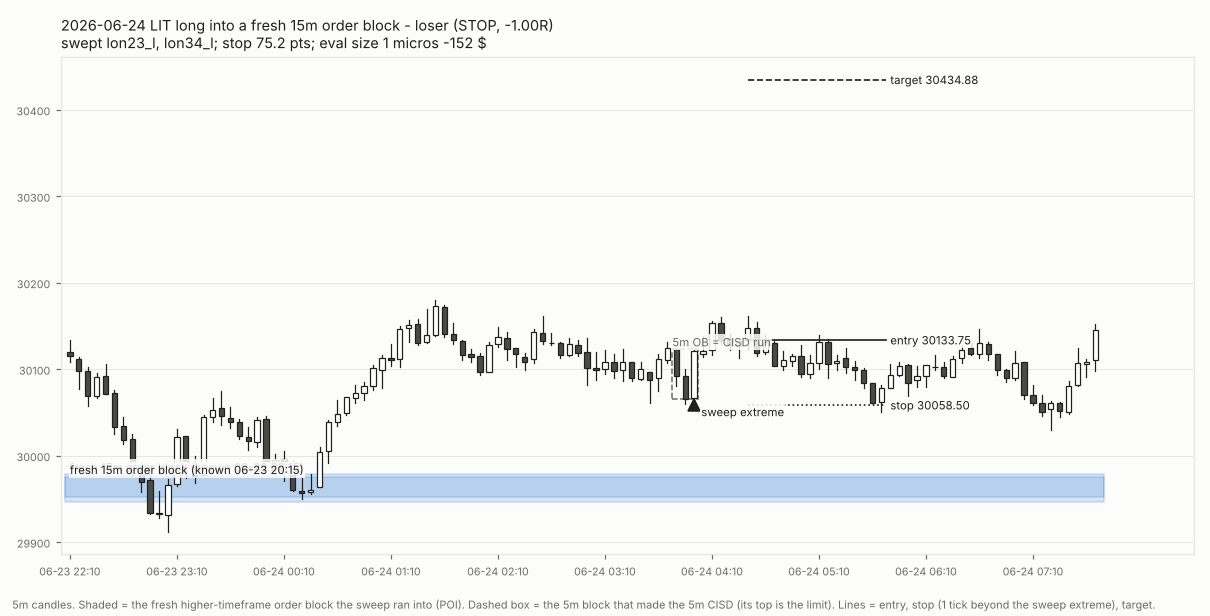 2026-06-24 LIT long into a fresh 15m order block - loser (STOP, -1.00R)
swept lon23_l, lon34_l; stop 75.2 pts; eval size 1 micros -152 $
target 30434.88
30400
30300
30200
5m OB = CISD run
entry 30133.75
30100
stop 30058.50
sweep extreme
30000
fresh 15m order block (known 06-23 20:15)
29900
06-23 22:10
06-23 23:10
06-24 00:10
06-24 01:10
06-24 02:10
06-24 03:10
06-24 04:10
06-24 05:10
06-24 06:10
06-24 07:10
5m candles. Shaded = the fresh higher-timeframe order block the sweep ran into (POI). Dashed box = the 5m block that made the 5m CISD (its top is the limit). Lines = entry, stop (1 tick beyond the sweep extreme), target.